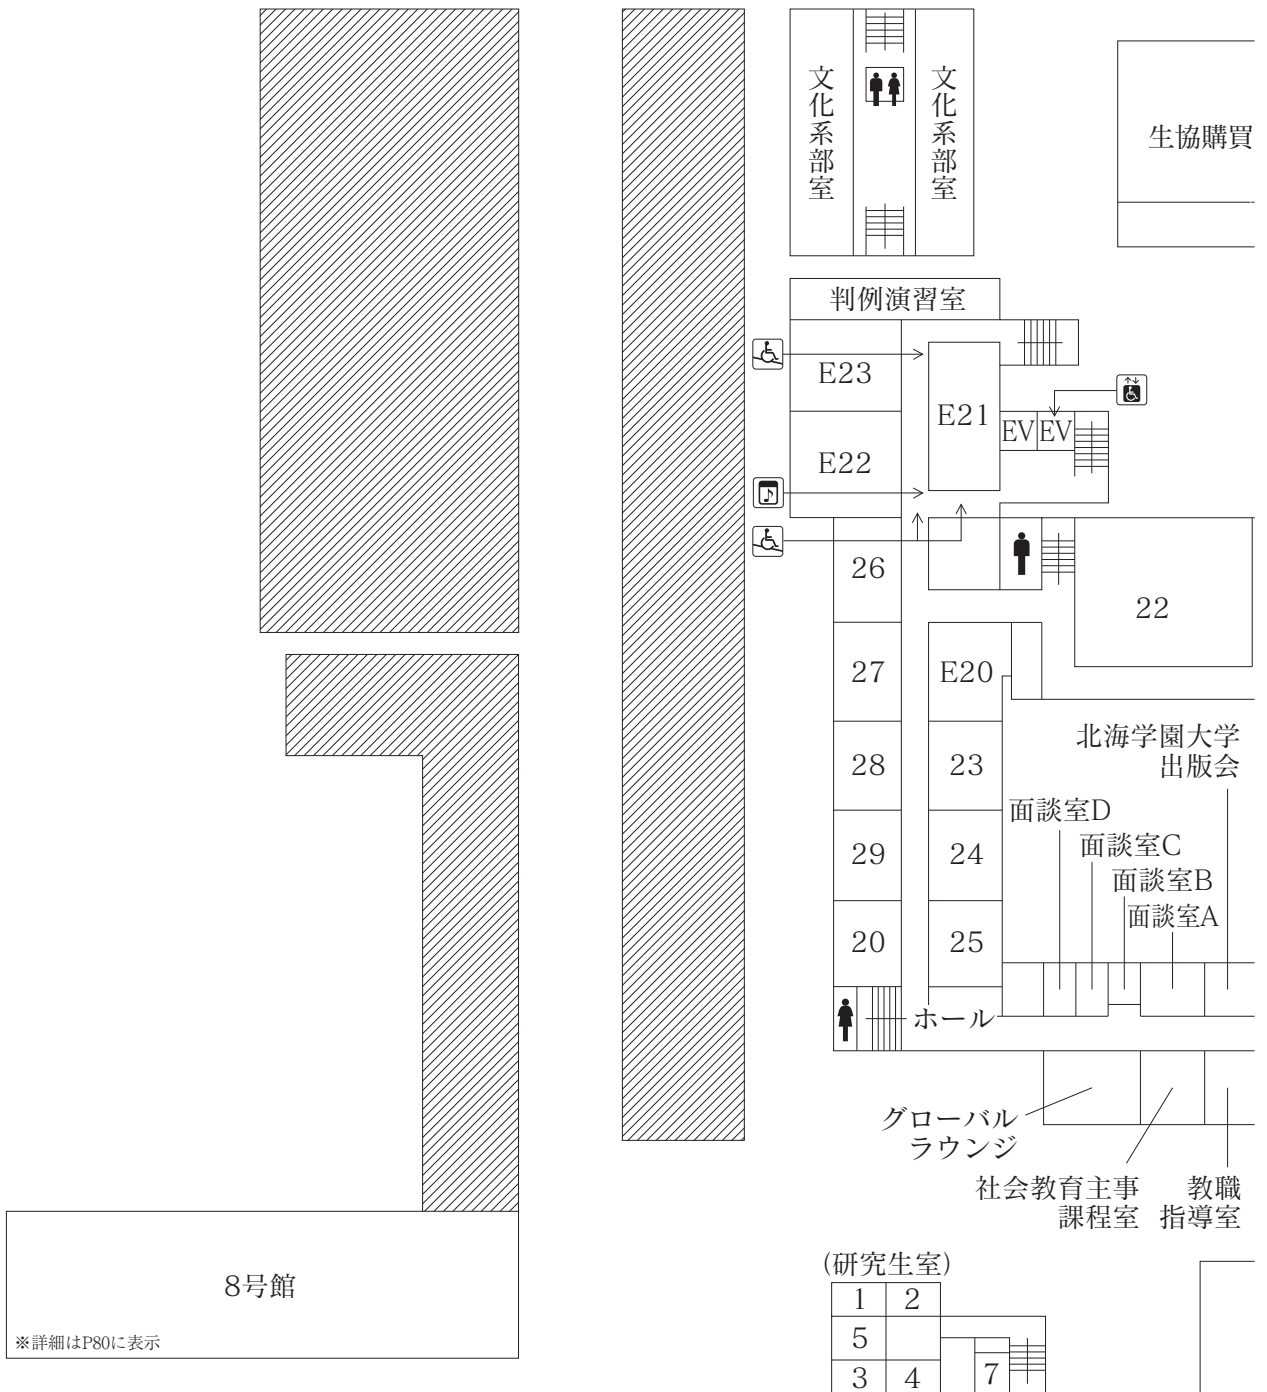 文化系部室
文化系部室
生協購買
判例演習室
E23
E21
EV
EV
E22
26
22
27
E20
北海学園大学
出版会
28
23
面談室D
面談室C
29
24
面談室B
面談室A
20
25
ホール
グローバル
ラウンジ
社会教育主事
課程室
教職
指導室
8号館
※詳細はP80に表示
(研究生室)
1
2
5
7
3
4